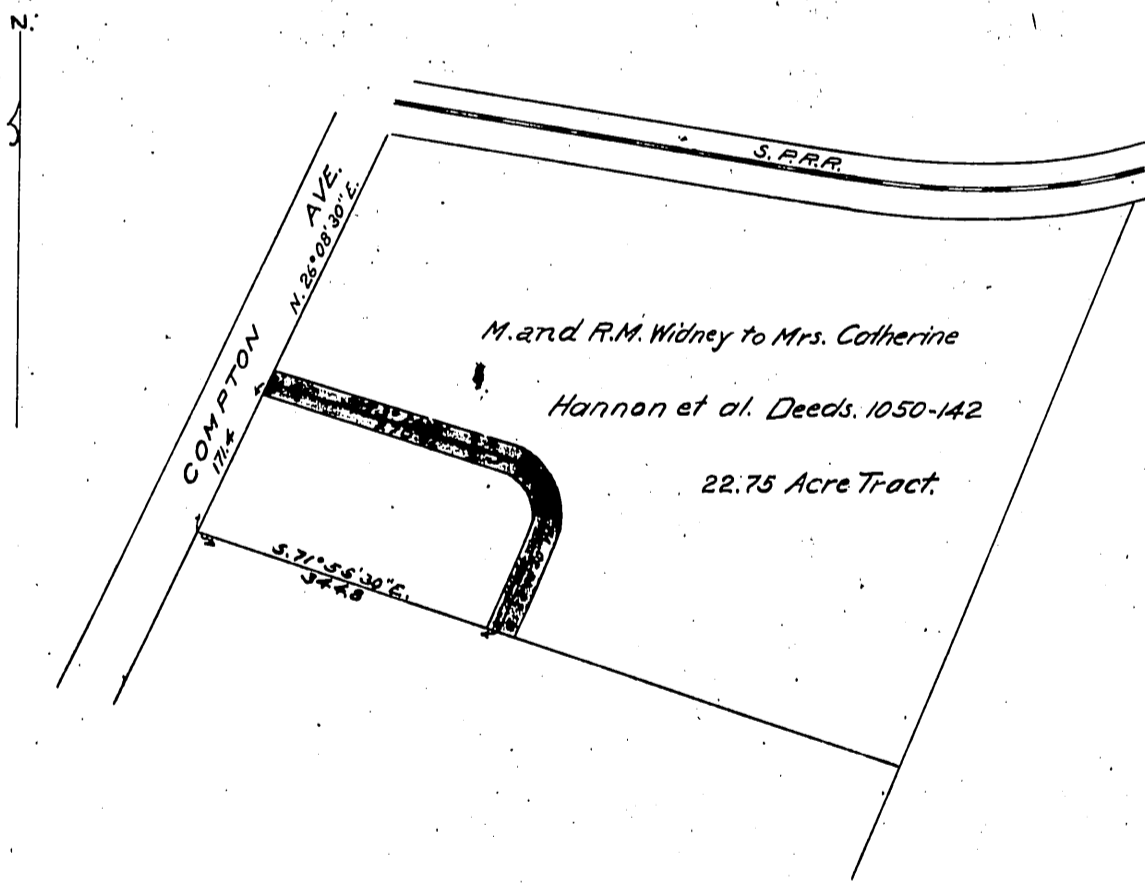 N.
S.P.R.R.
COMPTON AVE.
N. 26° 08' 30" E.
171.4
M. and R.M. Widney to Mrs. Catherine
Hannon et al. Deeds. 1050-142
22.75 Acre Tract.
S. 71° 56' 30" E.
344.8